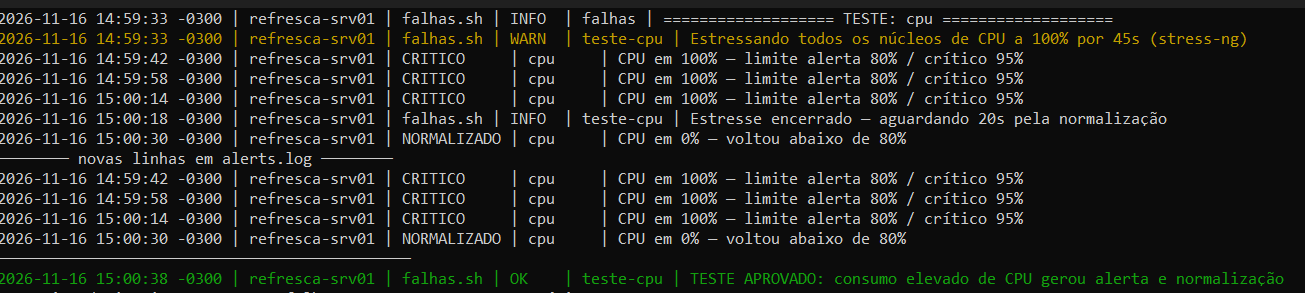 2026-11-16 14:59:33 -0300 | refresca-srv01 | falhas.sh | INFO  | falhas | =================== TESTE: cpu ===================
2026-11-16 14:59:33 -0300 | refresca-srv01 | falhas.sh | WARN  | teste-cpu | Estressando todos os núcleos de CPU a 100% por 45s (stress-ng)
2026-11-16 14:59:42 -0300 | refresca-srv01 | CRITICO     | cpu     | CPU em 100% — limite alerta 80% / crítico 95%
2026-11-16 14:59:58 -0300 | refresca-srv01 | CRITICO     | cpu     | CPU em 100% — limite alerta 80% / crítico 95%
2026-11-16 15:00:14 -0300 | refresca-srv01 | CRITICO     | cpu     | CPU em 100% — limite alerta 80% / crítico 95%
2026-11-16 15:00:18 -0300 | refresca-srv01 | falhas.sh | INFO  | teste-cpu | Estresse encerrado — aguardando 20s pela normalização
2026-11-16 15:00:30 -0300 | refresca-srv01 | NORMALIZADO | cpu     | CPU em 0% — voltou abaixo de 80%
──────── novas linhas em alerts.log ────────
2026-11-16 14:59:42 -0300 | refresca-srv01 | CRITICO     | cpu     | CPU em 100% — limite alerta 80% / crítico 95%
2026-11-16 14:59:58 -0300 | refresca-srv01 | CRITICO     | cpu     | CPU em 100% — limite alerta 80% / crítico 95%
2026-11-16 15:00:14 -0300 | refresca-srv01 | CRITICO     | cpu     | CPU em 100% — limite alerta 80% / crítico 95%
2026-11-16 15:00:30 -0300 | refresca-srv01 | NORMALIZADO | cpu     | CPU em 0% — voltou abaixo de 80%
2026-11-16 15:00:38 -0300 | refresca-srv01 | falhas.sh | OK    | teste-cpu | TESTE APROVADO: consumo elevado de CPU gerou alerta e normalização